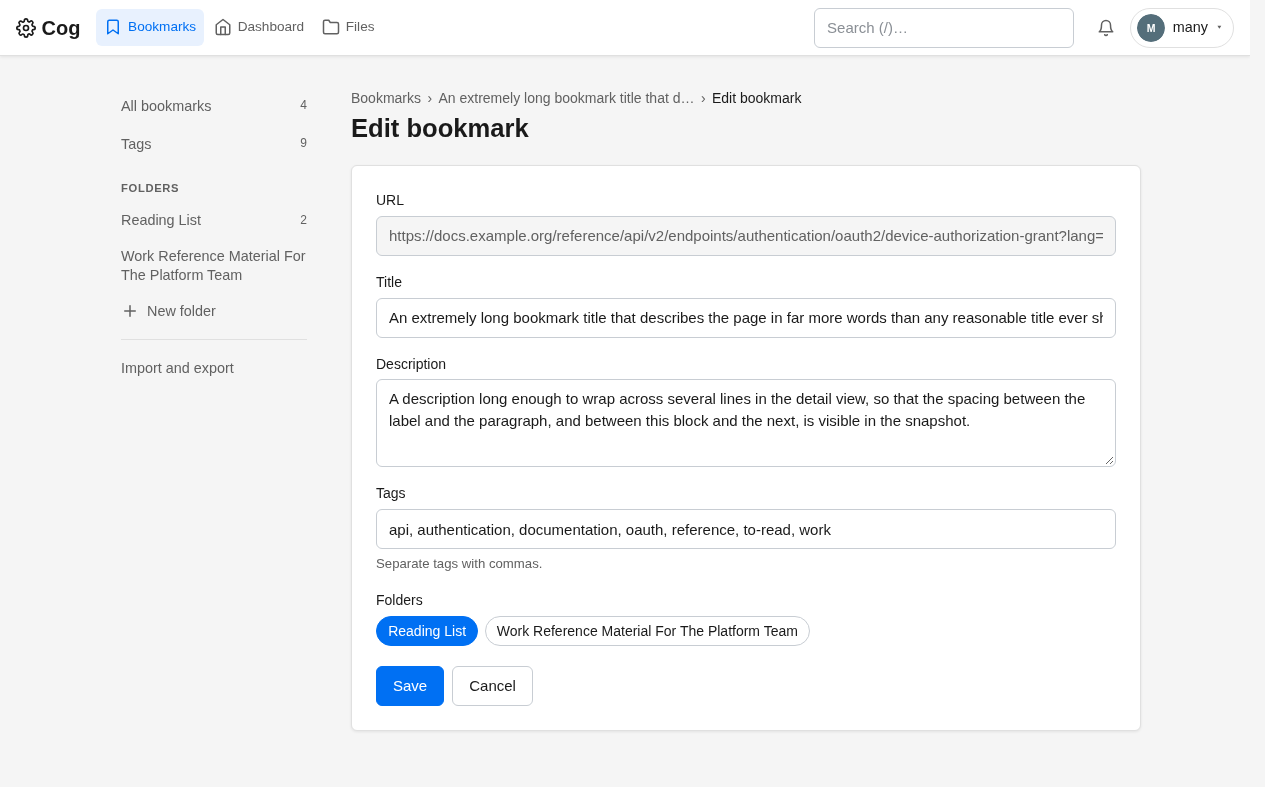 Cog
Bookmarks
Dashboard
Files
Search (/)…
M
many
All bookmarks 4
Tags 9
FOLDERS
Reading List 2
Work Reference Material For
The Platform Team
New folder
Import and export
Bookmarks › An extremely long bookmark title that d… › Edit bookmark
Edit bookmark
URL
https://docs.example.org/reference/api/v2/endpoints/authentication/oauth2/device-authorization-grant?lang=
Title
An extremely long bookmark title that describes the page in far more words than any reasonable title ever sh
Description
A description long enough to wrap across several lines in the detail view, so that the spacing between the
label and the paragraph, and between this block and the next, is visible in the snapshot.
Tags
api, authentication, documentation, oauth, reference, to-read, work
Separate tags with commas.
Folders
Reading List
Work Reference Material For The Platform Team
Save
Cancel